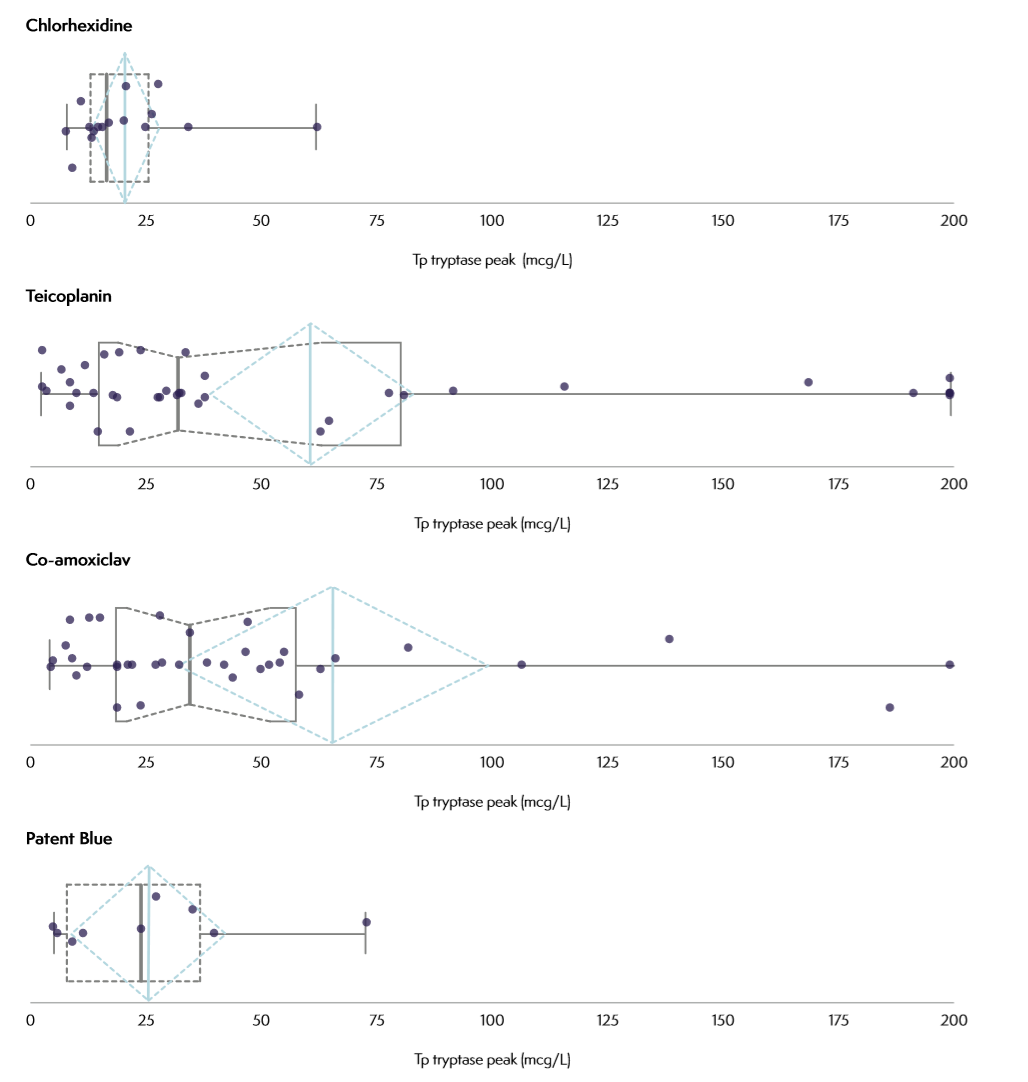 Chlorhexidine
0 25 50 75 100 125 150 175 200
Tp tryptase peak (mcg/L)
Teicoplanin
0 25 50 75 100 125 150 175 200
Tp tryptase peak (mcg/L)
Co-amoxiclav
0 25 50 75 100 125 150 175 200
Tp tryptase peak (mcg/L)
Patent Blue
0 25 50 75 100 125 150 175 200
Tp tryptase peak (mcg/L)